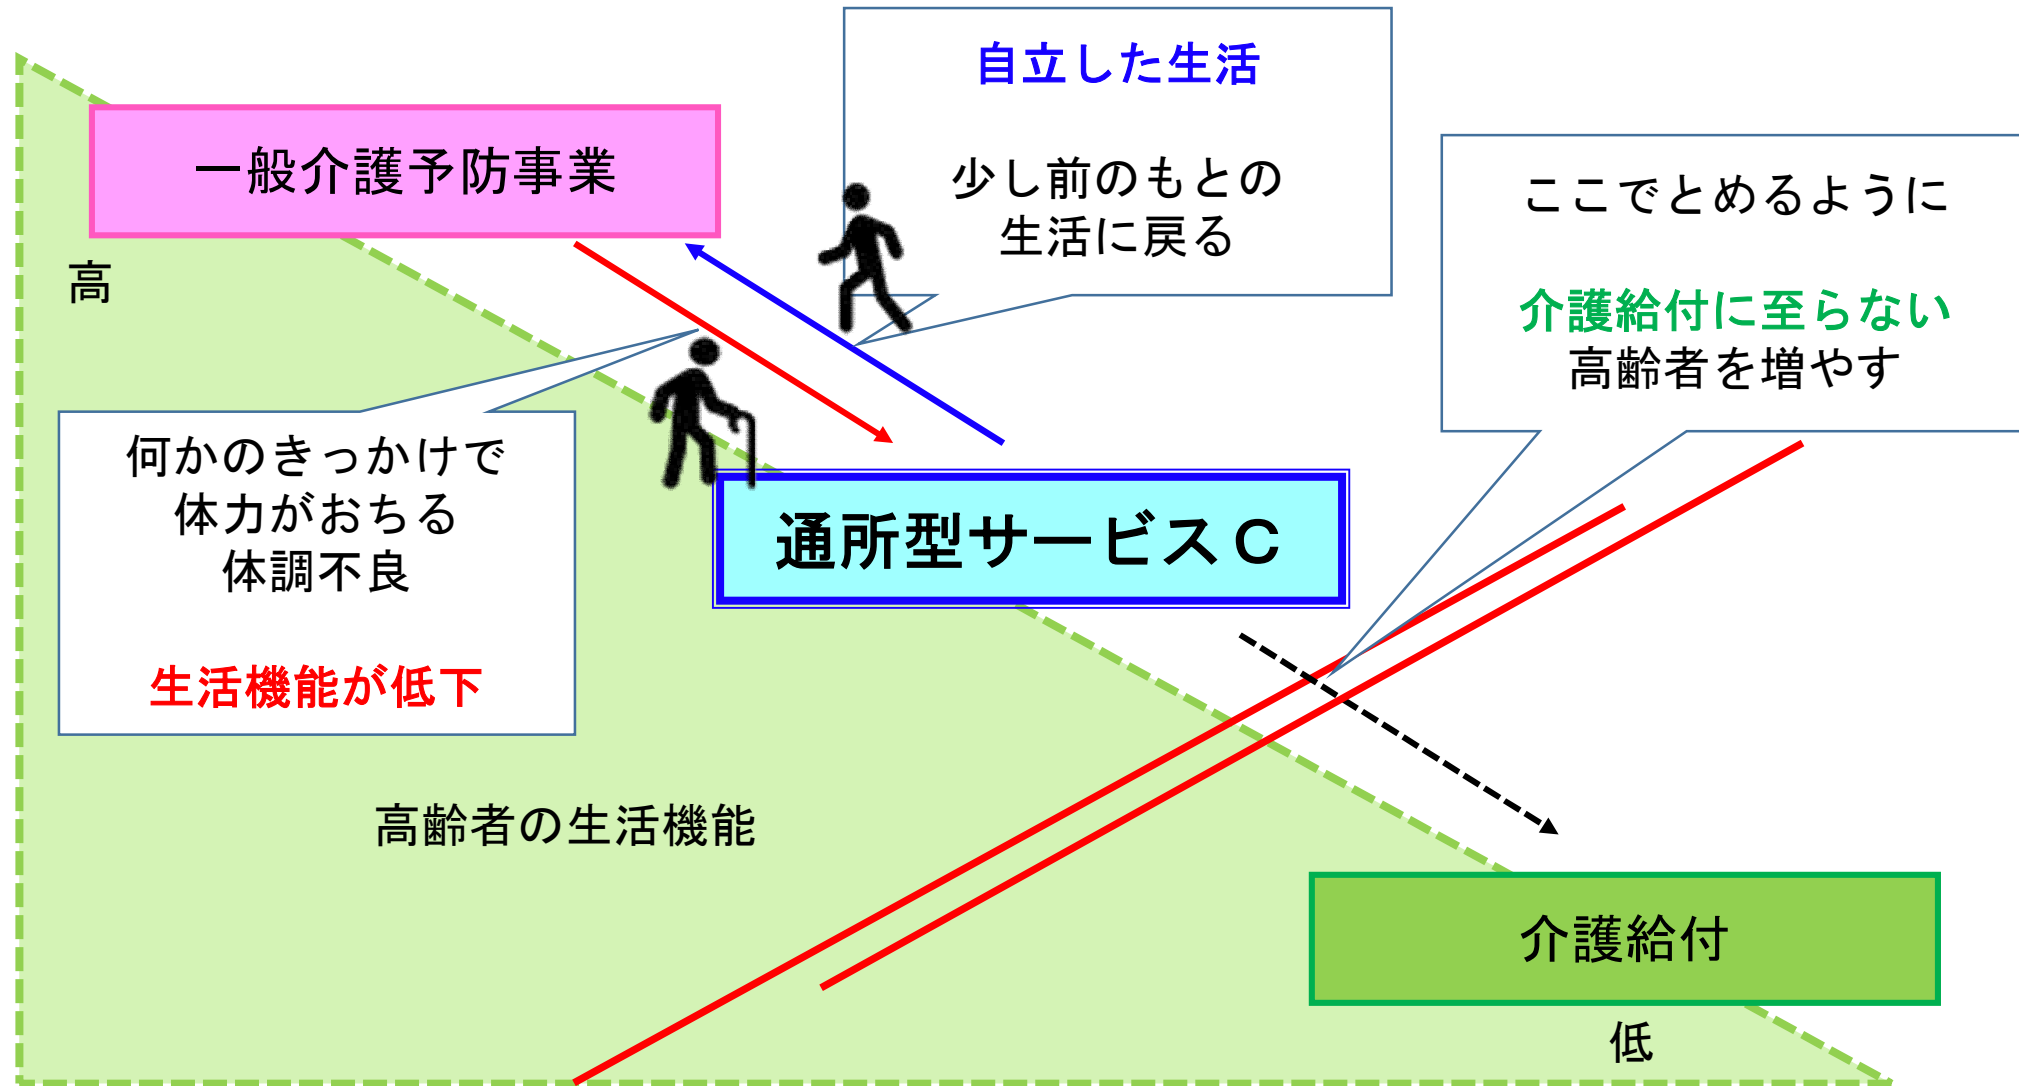 自立した生活
少し前のもとの
生活に戻る
一般介護予防事業
ここでとめるように
介護給付に至らない
高齢者を増やす
高
何かのきっかけで
体力がおちる
体調不良
生活機能が低下
通所型サービスＣ
高齢者の生活機能
介護給付
低